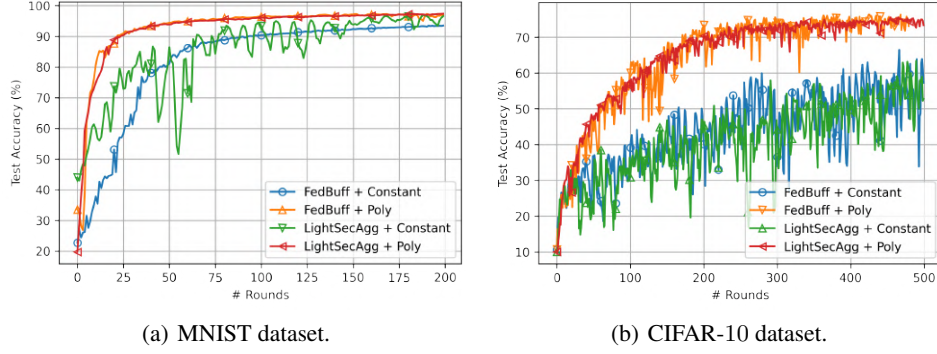 100
90
80
70
60
50
40
30
20
Test Accuracy (%)
0 25 50 75 100 125 150 175 200
# Rounds
FedBuff + Constant
FedBuff + Poly
LightSecAgg + Constant
LightSecAgg + Poly
(a) MNIST dataset.
80
70
60
50
40
30
20
10
Test Accuracy (%)
0 100 200 300 400 500
# Rounds
FedBuff + Constant
FedBuff + Poly
LightSecAgg + Constant
LightSecAgg + Poly
(b) CIFAR-10 dataset.